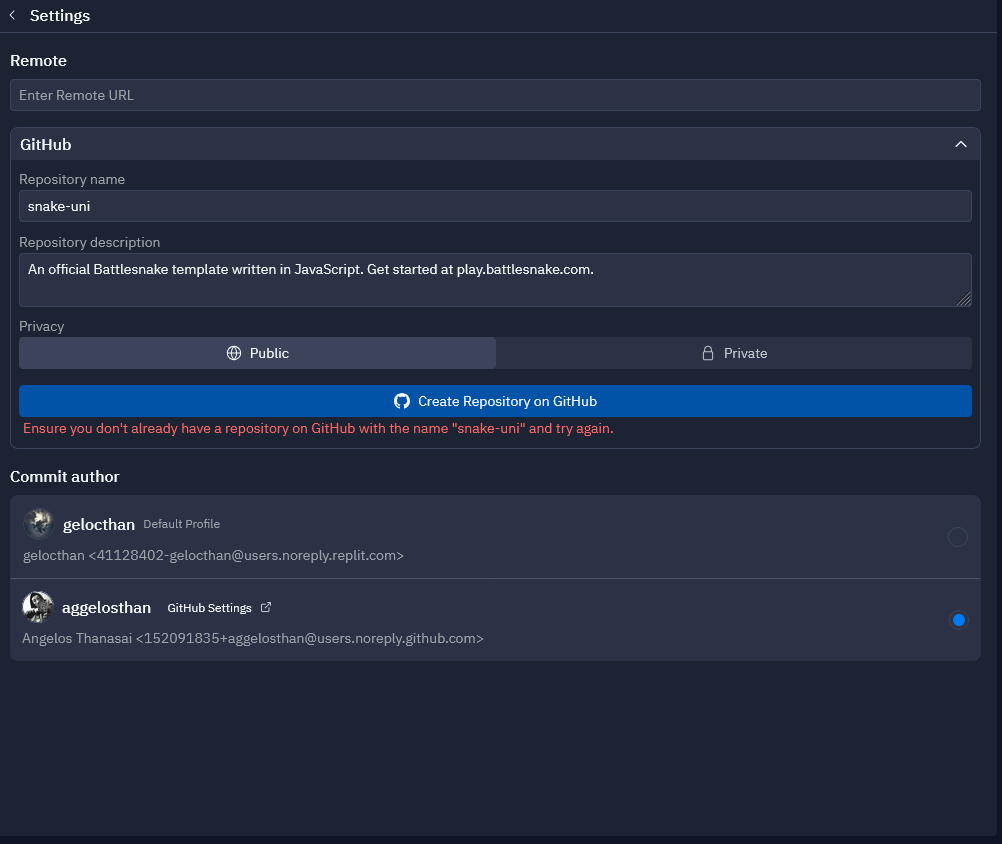 Settings
Remote
Enter Remote URL
GitHub
Repository name
snake-uni
Repository description
An official Battlesnake template written in JavaScript. Get started at play.battlesnake.com.
Privacy
Public
Private
Create Repository on GitHub
Ensure you don't already have a repository on GitHub with the name "snake-uni" and try again.
Commit author
gelocthan Default Profile
gelocthan <41128402-gelocthan@users.noreply.replit.com>
aggelosthan GitHub Settings
Angelos Thanasai <152091835+aggelosthan@users.noreply.github.com>